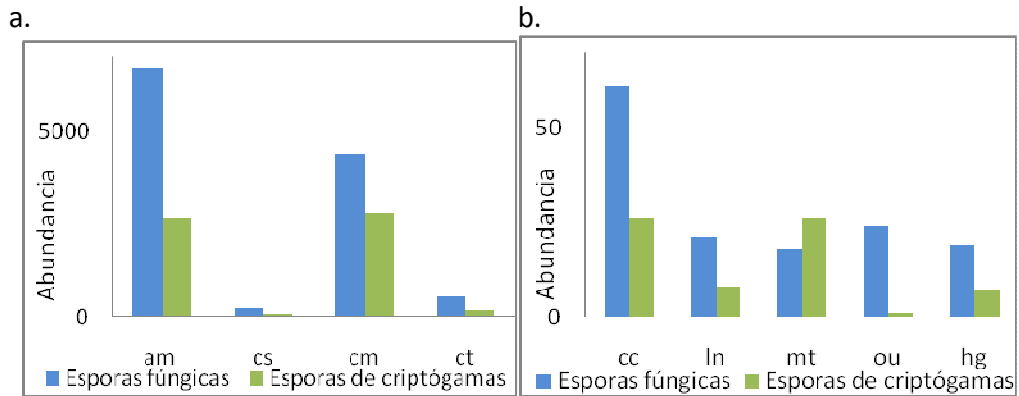 a.
5000
0
Abundancia
am cs cm ct
Esporas fúngicas Esporas de criptógamas
b.
50
0
Abundancia
cc ln mt ou hg
Esporas fúngicas Esporas de criptógamas